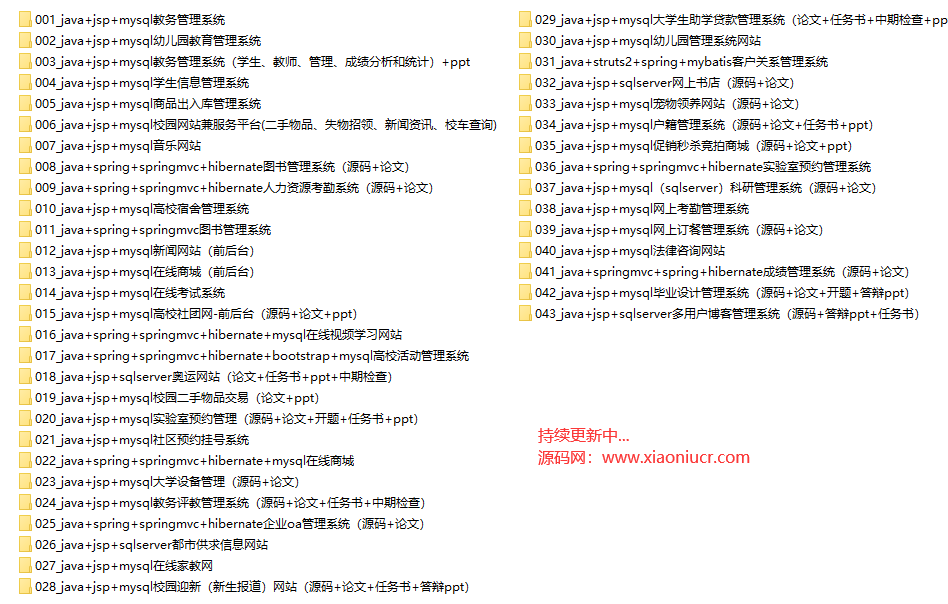 001_java+jsp+mysql教务管理系统
002_java+jsp+mysql幼儿园教育管理系统
003_java+jsp+mysql教务管理系统（学生、教师、管理、成绩分析和统计）+ppt
004_java+jsp+mysql学生信息管理系统
005_java+jsp+mysql商品出入库管理系统
006_java+jsp+mysql校园网站兼服务平台(二手物品、失物招领、新闻资讯、校车查询)
007_java+jsp+mysql音乐网站
008_java+spring+springmvc+hibernate图书管理系统（源码+论文）
009_java+spring+springmvc+hibernate人力资源考勤系统（源码+论文）
010_java+jsp+mysql高校宿舍管理系统
011_java+spring+springmvc图书管理系统
012_java+jsp+mysql新闻网站（前后台）
013_java+jsp+mysql在线商城（前后台）
014_java+jsp+mysql在线考试系统
015_java+jsp+mysql高校社团网-前后台（源码+论文+ppt）
016_java+spring+springmvc+hibernate+mysql在线视频学习网站
017_java+spring+springmvc+hibernate+bootstrap+mysql高校活动管理系统
018_java+jsp+sqlserver奥运网站（论文+任务书+ppt+中期检查）
019_java+jsp+mysql校园二手物品交易（论文+ppt）
020_java+jsp+mysql实验室预约管理（源码+论文+开题+任务书+ppt）
021_java+jsp+mysql社区预约挂号系统
022_java+spring+springmvc+hibernate+mysql在线商城
023_java+jsp+mysql大学设备管理（源码+论文）
024_java+jsp+mysql教务评教管理系统（源码+论文+任务书+中期检查）
025_java+spring+springmvc+hibernate企业oa管理系统（源码+论文）
026_java+jsp+sqlserver都市供求信息网站
027_java+jsp+mysql在线家教网
028_java+jsp+mysql校园迎新（新生报道）网站（源码+论文+任务书+答辩ppt）
029_java+jsp+mysql大学生助学贷款管理系统（论文+任务书+中期检查+pp
030_java+jsp+mysql幼儿园管理系统网站
031_java+struts2+spring+mybatis客户关系管理系统
032_java+jsp+sqlserver网上书店（源码+论文）
033_java+jsp+mysql宠物领养网站（源码+论文）
034_java+jsp+mysql户籍管理系统（源码+论文+任务书+ppt）
035_java+jsp+mysql促销秒杀竞拍商城（源码+论文+ppt）
036_java+spring+springmvc+hibernate实验室预约管理系统
037_java+jsp+mysql（sqlserver）科研管理系统（源码+论文）
038_java+jsp+mysql网上考勤管理系统
039_java+jsp+mysql网上订餐管理系统（源码+论文）
040_java+jsp+mysql法律咨询网站
041_java+springmvc+spring+hibernate成绩管理系统（源码+论文）
042_java+jsp+mysql毕业设计管理系统（源码+论文+开题+答辩ppt）
043_java+jsp+sqlserver多用户博客管理系统（源码+答辩ppt+任务书）
持续更新中...
源码网：www.xiaoniucr.com